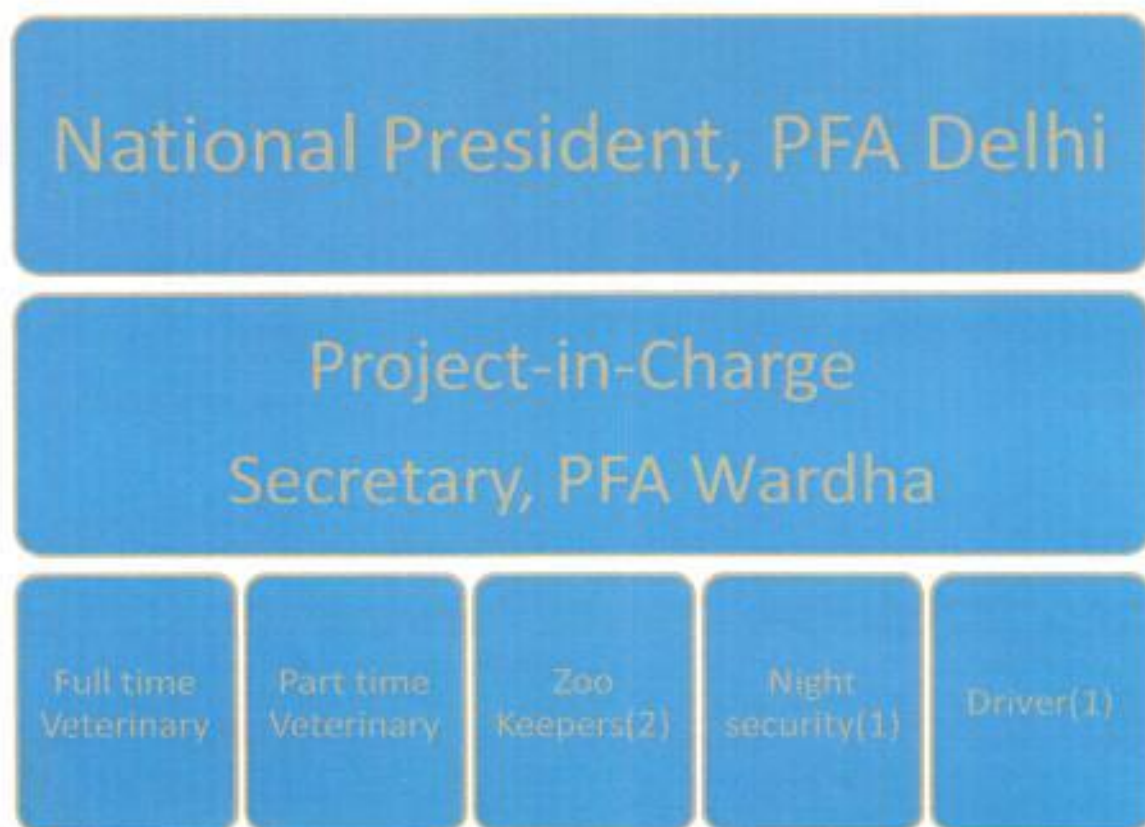 National President, PFA Delhi
Project-in-Charge
Secretary, PFA Wardha
Full time
Veterinary
Part time
Veterinary
Zoo
Keepers(2)
Night
security(1)
Driver(1)